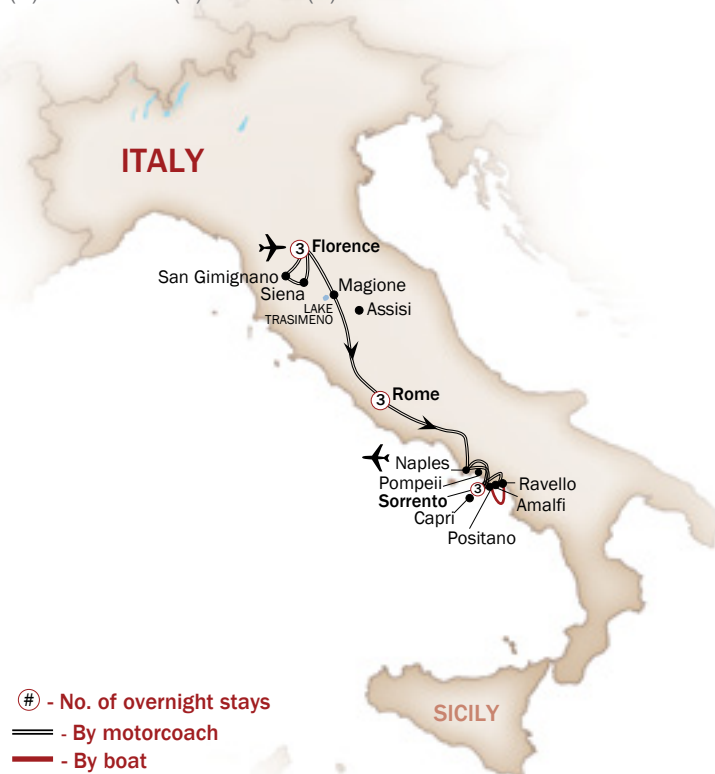 ITALY
3
Florence
San Gimignano
Siena
Magione
LAKE
TRASIMENO
Assisi
3
Rome
Naples
Pompeii
Sorrento
3
Capri
Ravello
Amalfi
Positano
# - No. of overnight stays
- By motorcoach
- By boat
SICILY